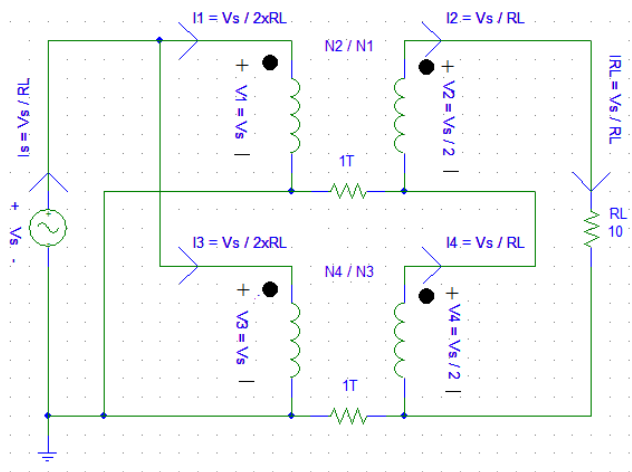 I1 = Vs / 2xRL
N2 / N1
I2 = Vs / RL
Is = Vs / RL
+
V1 = Vs
_
+
V2 = Vs / 2
_
IRL = Vs / RL
1T
+
Vs
-
+
RL
10
I3 = Vs / 2xRL
N4 / N3
I4 = Vs / RL
+
V3 = Vs
_
+
V4 = Vs / 2
_
1T